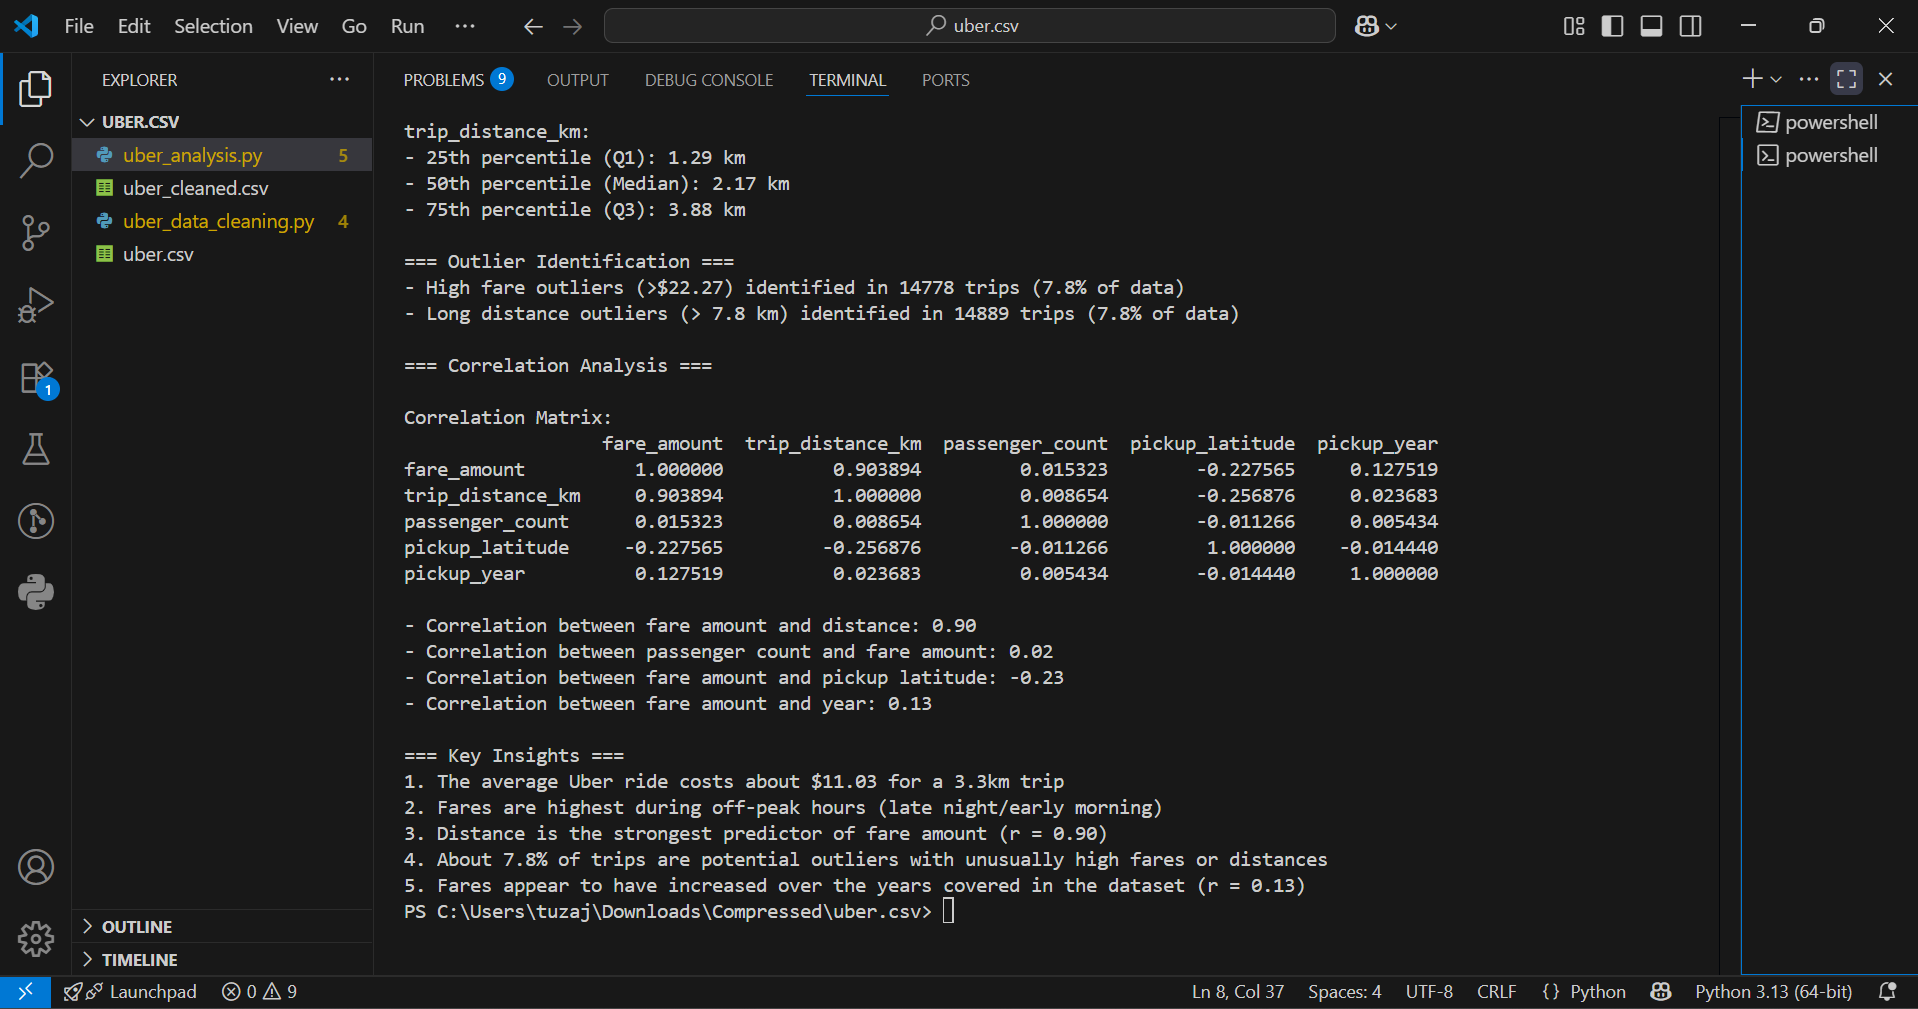 File Edit Selection View Go Run ··· uber.csv
EXPLORER ···
UBER.CSV
uber_analysis.py 5
uber_cleaned.csv
uber_data_cleaning.py 4
uber.csv
1
OUTLINE
TIMELINE
PROBLEMS 9 OUTPUT DEBUG CONSOLE TERMINAL PORTS
trip_distance_km:
- 25th percentile (Q1): 1.29 km
- 50th percentile (Median): 2.17 km
- 75th percentile (Q3): 3.88 km
=== Outlier Identification ===
- High fare outliers (>$22.27) identified in 14778 trips (7.8% of data)
- Long distance outliers (> 7.8 km) identified in 14889 trips (7.8% of data)
=== Correlation Analysis ===
Correlation Matrix:
fare_amount trip_distance_km passenger_count pickup_latitude pickup_year
fare_amount 1.000000 0.903894 0.015323 -0.227565 0.127519
trip_distance_km 0.903894 1.000000 0.008654 -0.256876 0.023683
passenger_count 0.015323 0.008654 1.000000 -0.011266 0.005434
pickup_latitude -0.227565 -0.256876 -0.011266 1.000000 -0.014440
pickup_year 0.127519 0.023683 0.005434 -0.014440 1.000000
- Correlation between fare amount and distance: 0.90
- Correlation between passenger count and fare amount: 0.02
- Correlation between fare amount and pickup latitude: -0.23
- Correlation between fare amount and year: 0.13
=== Key Insights ===
1. The average Uber ride costs about $11.03 for a 3.3km trip
2. Fares are highest during off-peak hours (late night/early morning)
3. Distance is the strongest predictor of fare amount (r = 0.90)
4. About 7.8% of trips are potential outliers with unusually high fares or distances
5. Fares appear to have increased over the years covered in the dataset (r = 0.13)
PS C:\Users\tuzaj\Downloads\Compressed\uber.csv>
powershell
powershell
Launchpad 0 9 Ln 8, Col 37 Spaces: 4 UTF-8 CRLF {} Python Python 3.13 (64-bit)